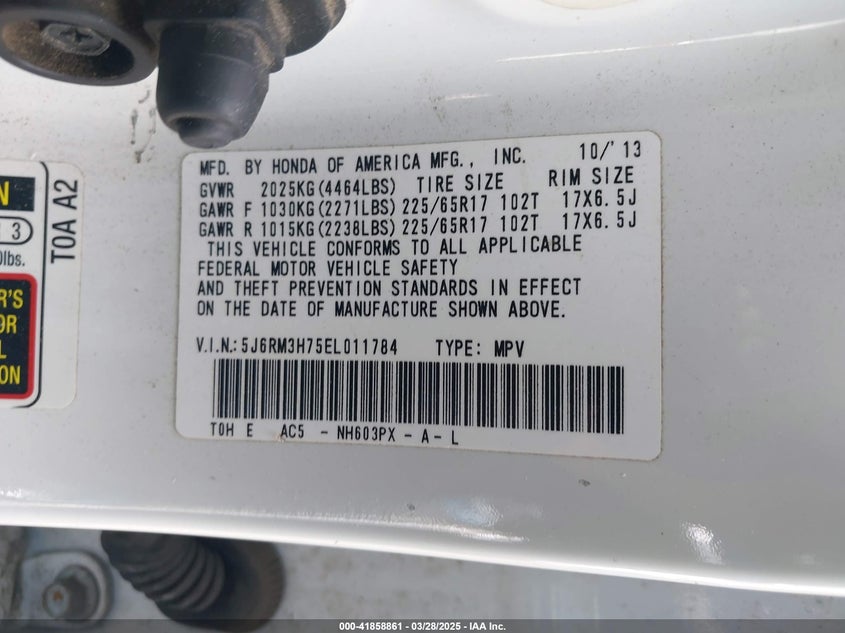 MFD. BY HONDA OF AMERICA MFG., INC. 10/'13
GVWR 2025KG(4464LBS) TIRE SIZE RIM SIZE
GAWR F 1030KG(2271LBS) 225/65R17 102T 17X6.5J
GAWR R 1015KG(2238LBS) 225/65R17 102T 17X6.5J
THIS VEHICLE CONFORMS TO ALL APPLICABLE
FEDERAL MOTOR VEHICLE SAFETY
AND THEFT PREVENTION STANDARDS IN EFFECT
ON THE DATE OF MANUFACTURE SHOWN ABOVE.
V.I.N.: 5J6RM3H75EL011784 TYPE: MPV
T0H E AC5 - NH603PX - A - L
T0A A2
3
lbs.
000-41858861 | 03/28/2025 - IAA Inc.